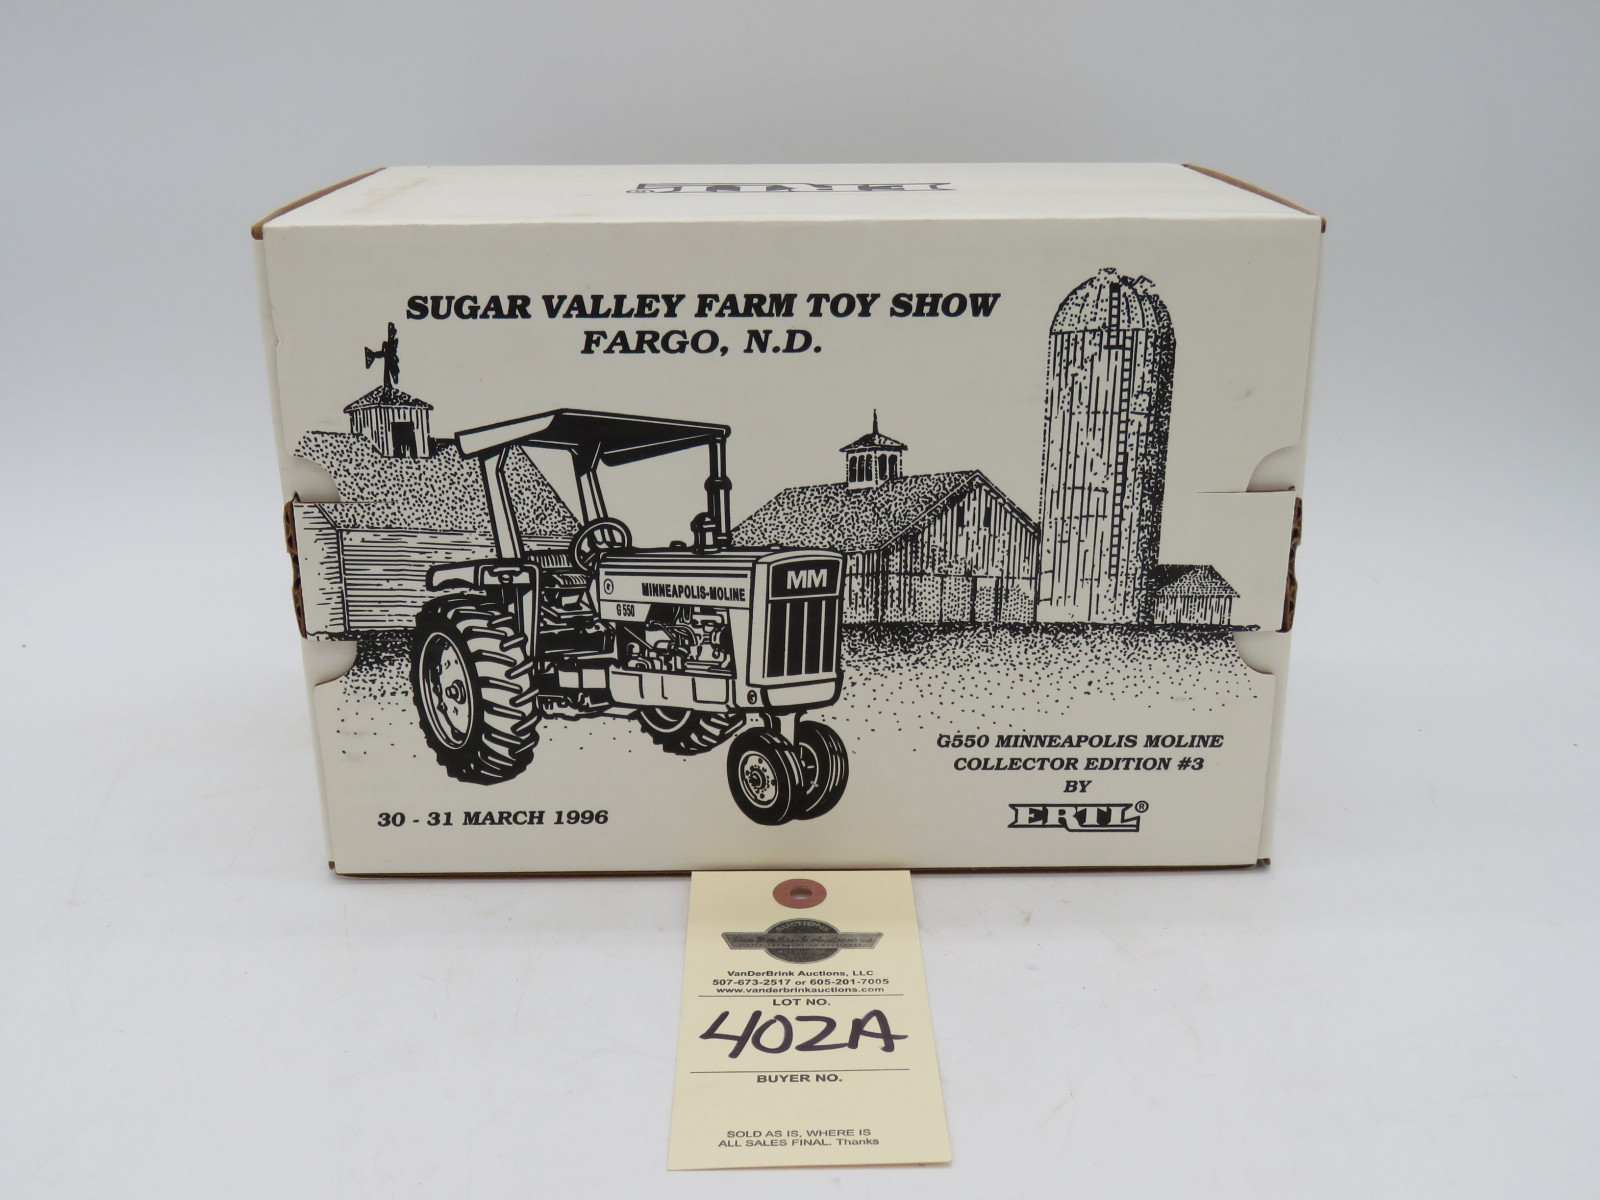 ERTL
SUGAR VALLEY FARM TOY SHOW
FARGO, N.D.
MM
MINNEAPOLIS-MOLINE
G 550
G550 MINNEAPOLIS MOLINE
COLLECTOR EDITION #3
BY
ERTL®
30 - 31 MARCH 1996
AUCTIONS
VanDerBrink Auctions, LLC
507-673-2517 or 605-201-7005
www.vanderbrinkauctions.com
LOT NO.
402A
BUYER NO.
SOLD AS IS, WHERE IS
ALL SALES FINAL. Thanks